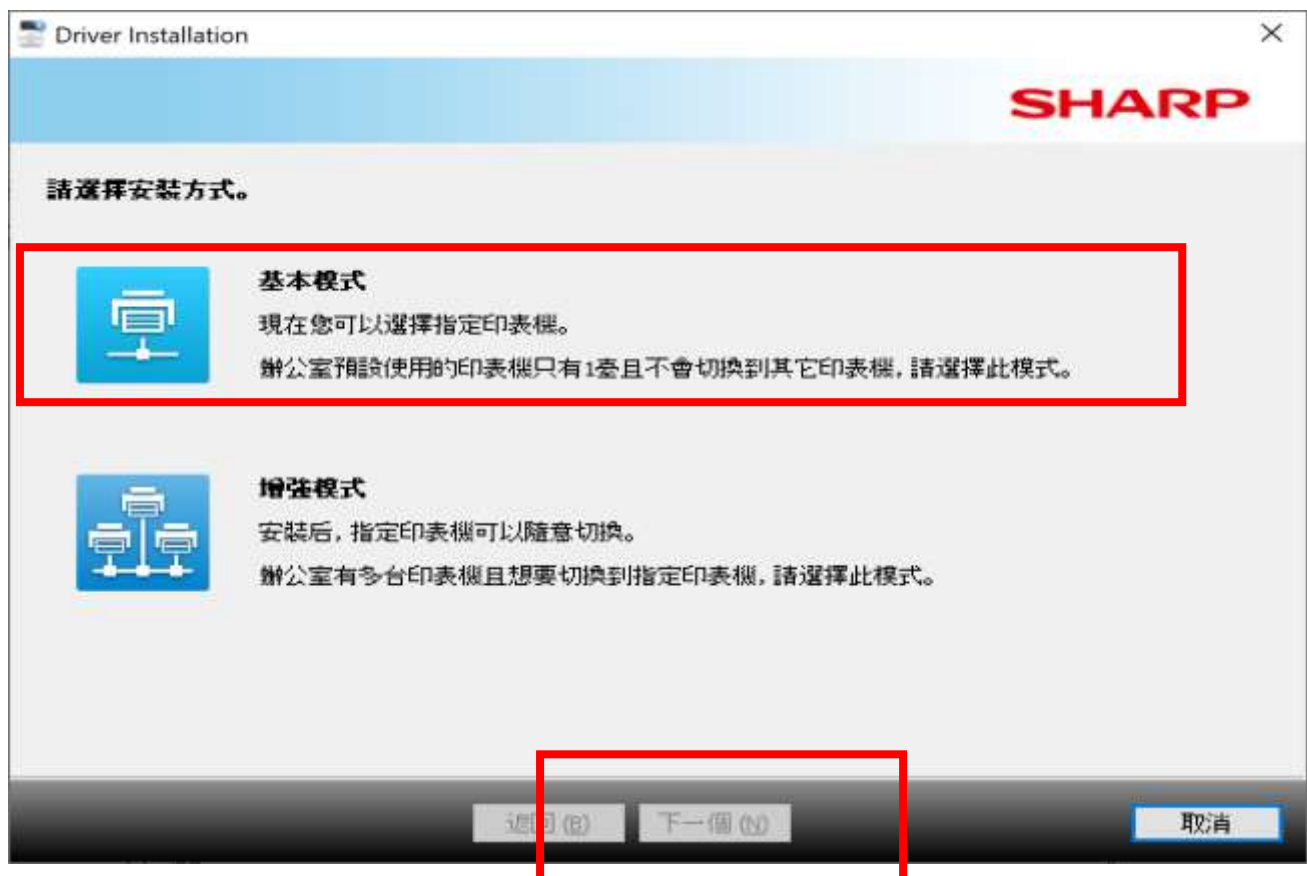 Driver Installation
SHARP
請選擇安裝方式。
基本模式
現在您可以選擇指定印表機。
辦公室預設使用的印表機只有1臺且不會切換到其它印表機,請選擇此模式。
增強模式
安裝后,指定印表機可以隨意切換。
辦公室有多台印表機且想要切換到指定印表機,請選擇此模式。
返回(B) 下一個(N) 取消